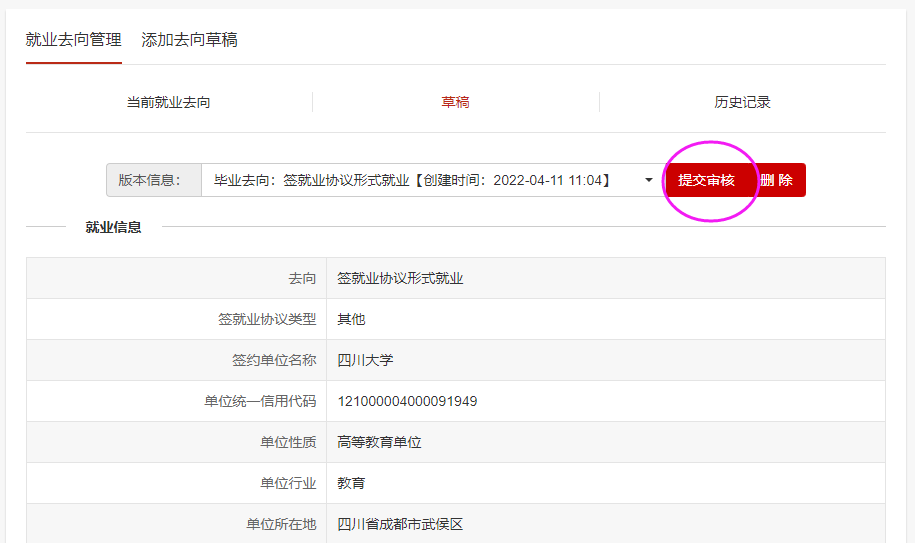 就业去向管理 添加去向草稿
当前就业去向 草稿 历史记录
版本信息： 毕业去向：签就业协议形式就业【创建时间：2022-04-11 11:04】 提交审核 删 除
就业信息
去向 签就业协议形式就业
签就业协议类型 其他
签约单位名称 四川大学
单位统一信用代码 121000004000091949
单位性质 高等教育单位
单位行业 教育
单位所在地 四川省成都市武侯区